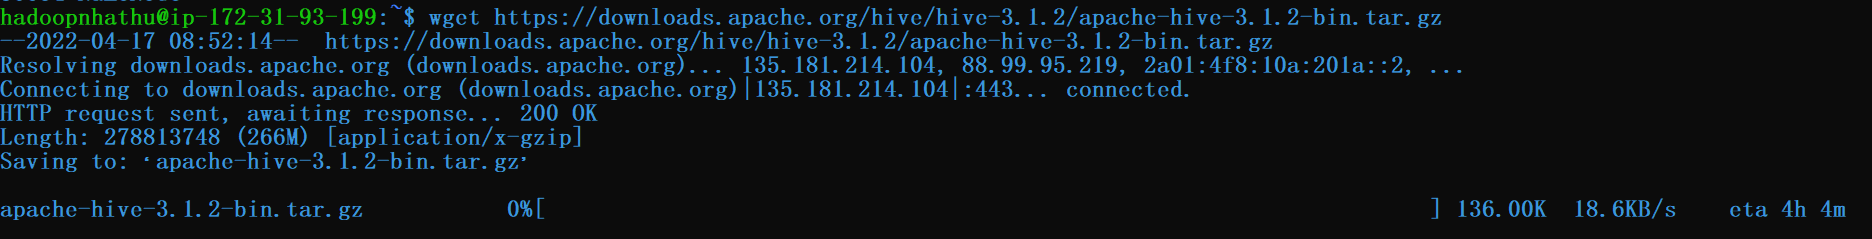 hadoopnhathu@ip-172-31-93-199:~$ wget https://downloads.apache.org/hive/hive-3.1.2/apache-hive-3.1.2-bin.tar.gz
--2022-04-17 08:52:14--  https://downloads.apache.org/hive/hive-3.1.2/apache-hive-3.1.2-bin.tar.gz
Resolving downloads.apache.org (downloads.apache.org)... 135.181.214.104, 88.99.95.219, 2a01:4f8:10a:201a::2, ...
Connecting to downloads.apache.org (downloads.apache.org)|135.181.214.104|:443... connected.
HTTP request sent, awaiting response... 200 OK
Length: 278813748 (266M) [application/x-gzip]
Saving to: ‘apache-hive-3.1.2-bin.tar.gz’
apache-hive-3.1.2-bin.tar.gz 0%[ ] 136.00K 18.6KB/s eta 4h 4m